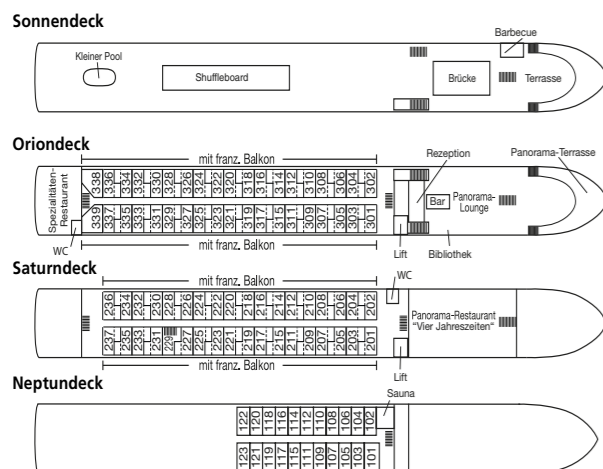 Sonnendeck
Barbecue
Kleiner Pool
Shuffleboard
Brücke
Terrasse
Oriondeck
mit franz. Balkon
Rezeption
Panorama-Terrasse
Spezialitäten-
Restaurant
338 336 334 332 330 328 326 324 322 320 318 316 314 312 310 308 306 304 302
339 337 335 333 331 329 327 325 323 321 319 317 315 311 309 307 305 303 301
Bar
Panorama-
Lounge
WC
mit franz. Balkon
Lift
Bibliothek
Saturndeck
mit franz. Balkon
WC
236 234 232 230 228 226 224 222 220 218 216 214 212 210 208 206 204 202
237 235 233 231 229 227 225 223 221 219 217 215 211 209 207 205 203 201
Panorama-Restaurant
"Vier Jahreszeiten"
mit franz. Balkon
Lift
Neptundeck
Sauna
122 120 118 116 114 112 110 108 106 104 102
123 121 119 117 115 111 109 107 105 103 101